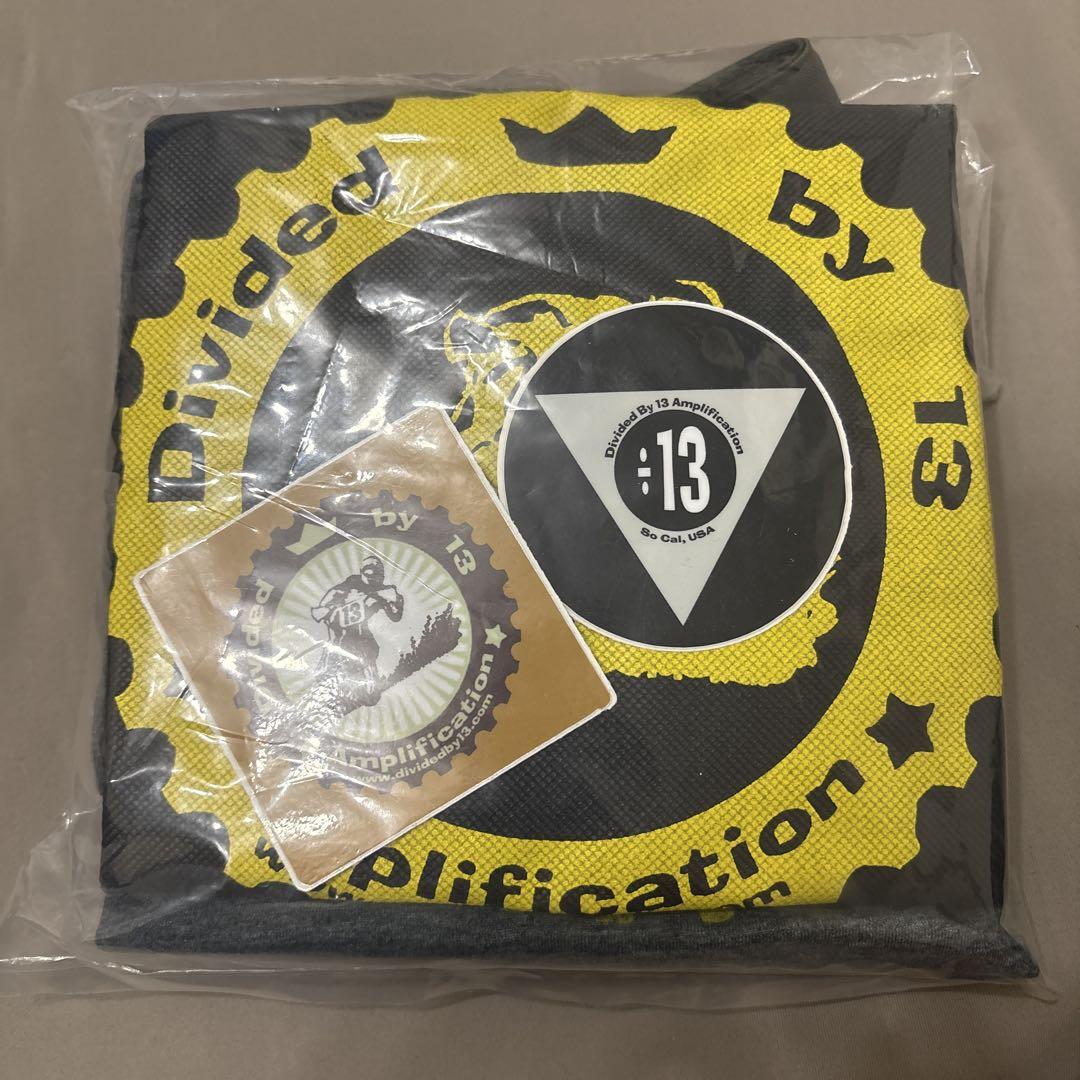 Divided by 13
plification
om
Divided By 13 Amplification
:13
So Cal, USA
Divided by 13
13
Amplification
www.dividedby13.com